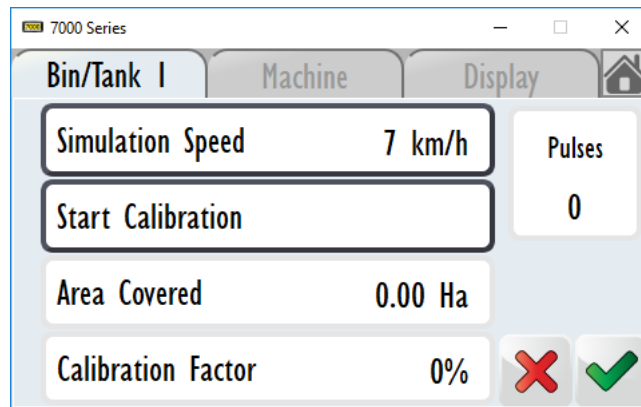 7000 Series
Bin/Tank 1
Machine
Display
Simulation Speed 7 km/h
Pulses
0
Start Calibration
Area Covered 0.00 Ha
Calibration Factor 0%